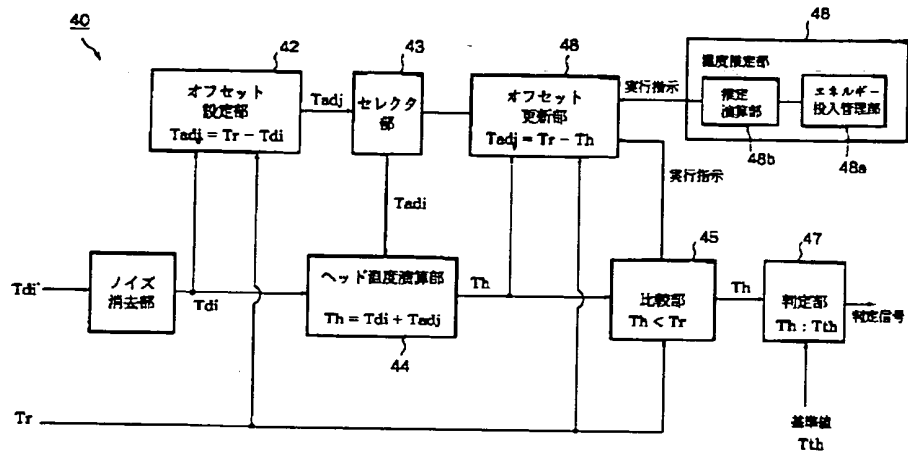 40
42
オフセット
設定部
Tadj = Tr − Tdi
Tadj
43
セレクタ
部
48
オフセット
更新部
Tadj = Tr − Th
実行指示
48
温度推定部
推定
演算部
48b
エネルギー
投入管理部
48a
実行指示
Tadi
Tdi'
ノイズ
消去部
Tdi
ヘッド温度演算部
Th = Tdi + Tadj
44
Th
45
比較部
Th < Tr
Th
47
判定部
Th : Tth
判定信号
Tr
基準値
Tth